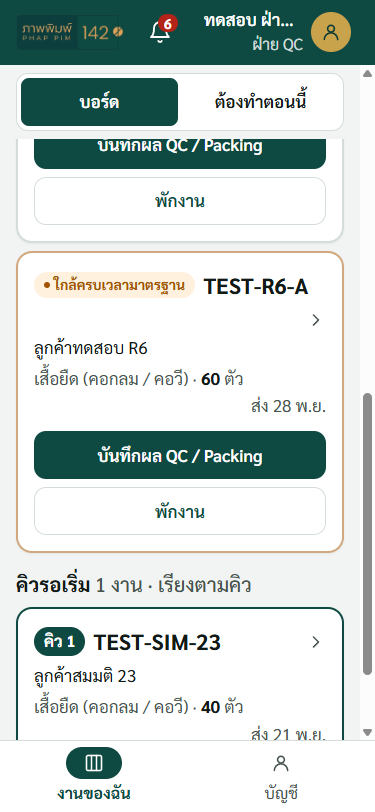 ภาพพิมพ์ 142
PHAP PIM
6
ทดสอบ ฝ่า...
ฝ่าย QC
บอร์ด
ต้องทำตอนนี้
บันทึกผล QC / Packing
พักงาน
ใกล้ครบเวลามาตรฐาน TEST-R6-A
ลูกค้าทดสอบ R6
เสื้อยืด (คอกลม / คอวี) · 60 ตัว
ส่ง 28 พ.ย.
บันทึกผล QC / Packing
พักงาน
คิวรอเริ่ม 1 งาน · เรียงตามคิว
คิว 1 TEST-SIM-23
ลูกค้าสมมติ 23
เสื้อยืด (คอกลม / คอวี) · 40 ตัว
ส่ง 21 พ.ย.
งานของฉัน
บัญชี